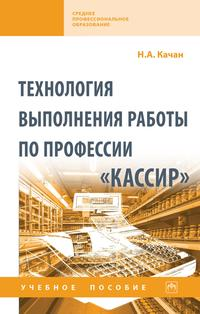 СРЕДНЕЕ
ПРОФЕССИОНАЛЬНОЕ
ОБРАЗОВАНИЕ
Н.А. Качан
ТЕХНОЛОГИЯ
ВЫПОЛНЕНИЯ РАБОТЫ
ПО ПРОФЕССИИ
«КАССИР»
УЧЕБНОЕ ПОСОБИЕ